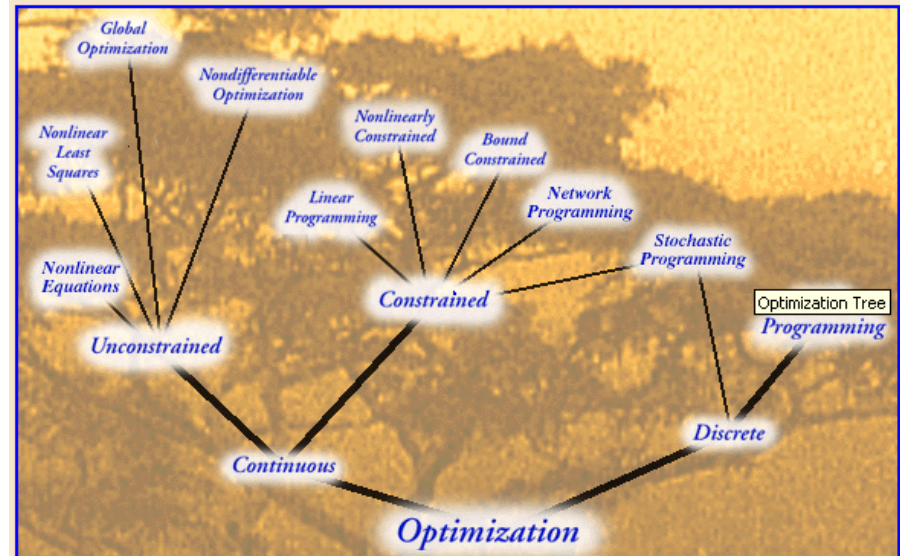 Global
Optimization
Nondifferentiable
Optimization
Nonlinear
Least
Squares
Nonlinearly
Constrained
Bound
Constrained
Linear
Programming
Network
Programming
Stochastic
Programming
Nonlinear
Equations
Constrained
Optimization Tree
Programming
Unconstrained
Discrete
Continuous
Optimization